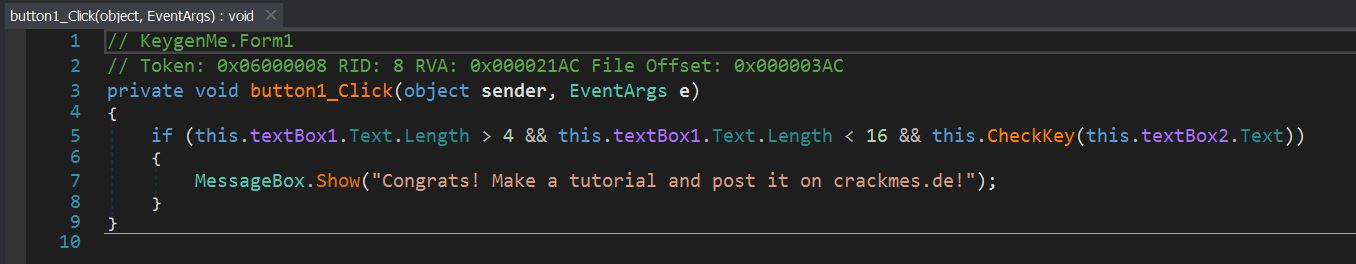 button1_Click(object, EventArgs) : void ×
1 // KeygenMe.Form1
2 // Token: 0x06000008 RID: 8 RVA: 0x000021AC File Offset: 0x000003AC
3 private void button1_Click(object sender, EventArgs e)
4 {
5 if (this.textBox1.Text.Length > 4 && this.textBox1.Text.Length < 16 && this.CheckKey(this.textBox2.Text))
6 {
7 MessageBox.Show("Congrats! Make a tutorial and post it on crackmes.de!");
8 }
9 }
10